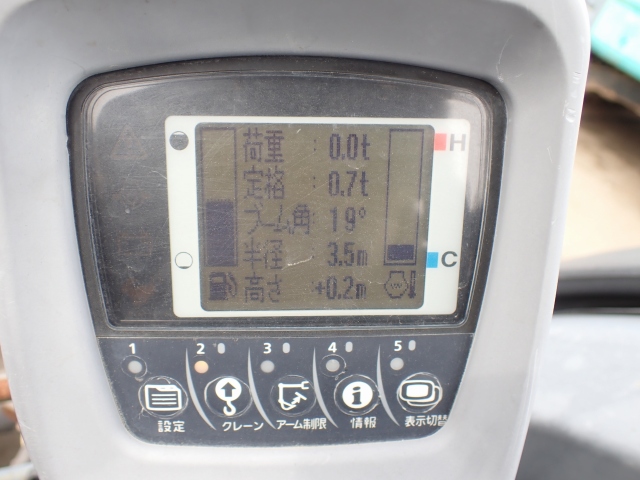 荷重 : 0.0t
定格 : 0.7t
ブーム角 19°
半径 : 3.5m
高さ : +0.2m
H
C
1 2 3 4 5
設定 クレーン アーム制限 情報 表示切替